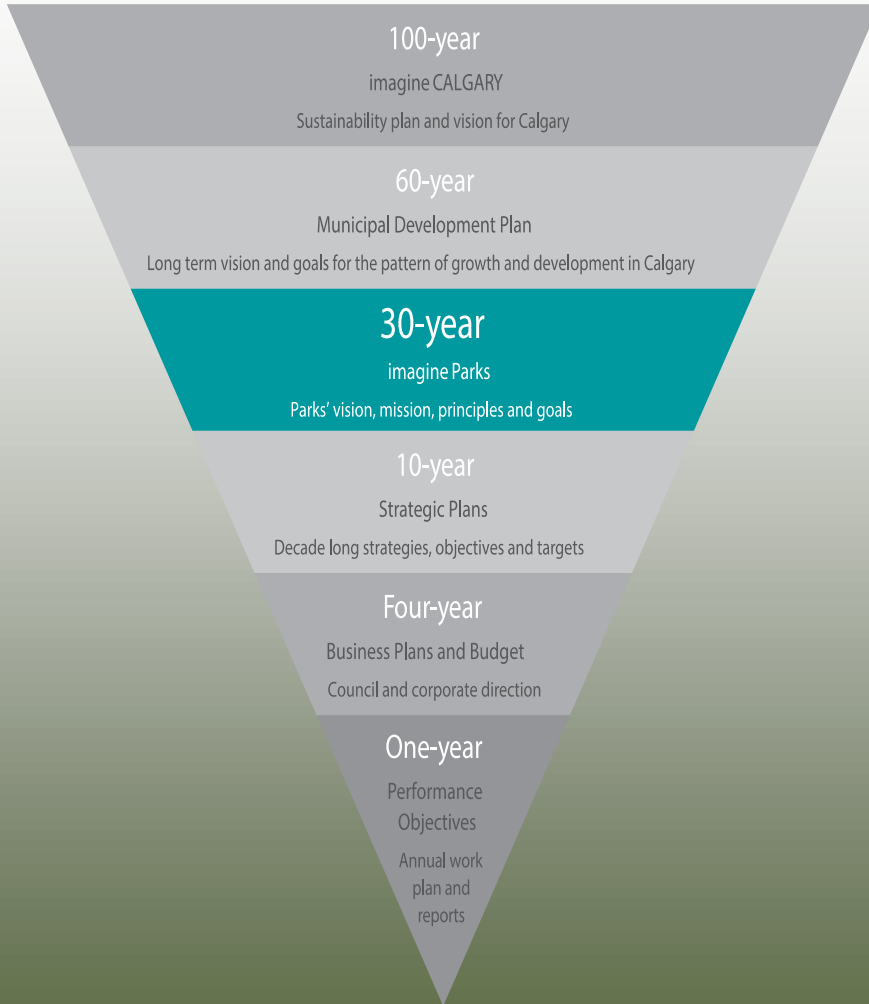 100-year
imagine CALGARY
Sustainability plan and vision for Calgary
60-year
Municipal Development Plan
Long term vision and goals for the pattern of growth and development in Calgary
30-year
imagine Parks
Parks’ vision, mission, principles and goals
10-year
Strategic Plans
Decade long strategies, objectives and targets
Four-year
Business Plans and Budget
Council and corporate direction
One-year
Performance
Objectives
Annual work
plan and
reports